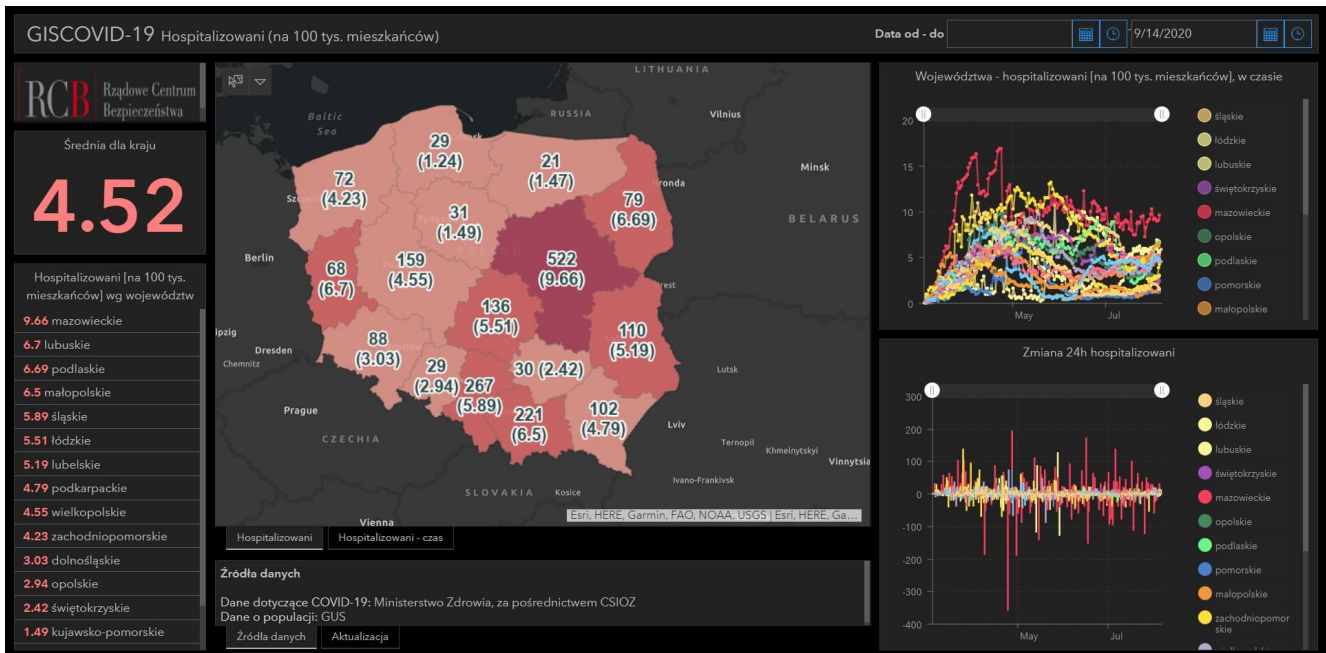 GISCOVID-19 Hospitalizowani (na 100 tys. mieszkańców)
Data od - do
- 9/14/2020
RCB
Rządowe Centrum
Bezpieczeństwa
Średnia dla kraju
4.52
Hospitalizowani [na 100 tys.
mieszkańców] wg województw
9.66 mazowieckie
6.7 lubuskie
6.69 podlaskie
6.5 małopolskie
5.89 śląskie
5.51 łódzkie
5.19 lubelskie
4.79 podkarpackie
4.55 wielkopolskie
4.23 zachodniopomorskie
3.03 dolnośląskie
2.94 opolskie
2.42 świętokrzyskie
1.49 kujawsko-pomorskie
LITHUANIA
Baltic
Sea
RUSSIA
Vilnius
Minsk
BELARUS
Berlin
Dresden
Chemnitz
Prague
CZECHIA
SLOVAKIA
Kosice
Vienna
Lutsk
Lviv
Ternopil
Khmelnytskyi
Vinnytsia
Ivano-Frankivsk
29
(1.24)
21
(1.47)
72
(4.23)
79
(6.69)
31
(1.49)
522
(9.66)
159
(4.55)
68
(6.7)
136
(5.51)
110
(5.19)
88
(3.03)
29
(2.94)
30 (2.42)
267
(5.89)
221
(6.5)
102
(4.79)
Esri, HERE, Garmin, FAO, NOAA, USGS | Esri, HERE, Ga...
Hospitalizowani
Hospitalizowani - czas
Źródła danych
Dane dotyczące COVID-19: Ministerstwo Zdrowia, za pośrednictwem CSIOZ
Dane o populacji: GUS
Źródła danych
Aktualizacja
Województwa - hospitalizowani [na 100 tys. mieszkańców], w czasie
20
15
10
5
0
May
Jul
śląskie
łódzkie
lubuskie
świętokrzyskie
mazowieckie
opolskie
podlaskie
pomorskie
małopolskie
Zmiana 24h hospitalizowani
300
200
100
0
-100
-200
-300
-400
May
Jul
śląskie
łódzkie
lubuskie
świętokrzyskie
mazowieckie
opolskie
podlaskie
pomorskie
małopolskie
zachodniopomor
skie